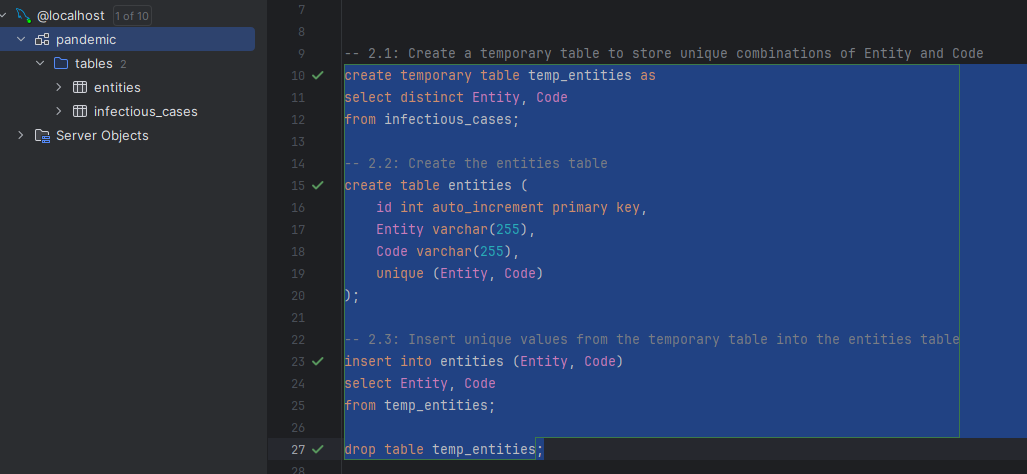 @localhost 1 of 10
pandemic
tables 2
entities
infectious_cases
Server Objects
7
8
9 -- 2.1: Create a temporary table to store unique combinations of Entity and Code
10 create temporary table temp_entities as
11 select distinct Entity, Code
12 from infectious_cases;
13
14 -- 2.2: Create the entities table
15 create table entities (
16 id int auto_increment primary key,
17 Entity varchar(255),
18 Code varchar(255),
19 unique (Entity, Code)
20 );
21
22 -- 2.3: Insert unique values from the temporary table into the entities table
23 insert into entities (Entity, Code)
24 select Entity, Code
25 from temp_entities;
26
27 drop table temp_entities;
28